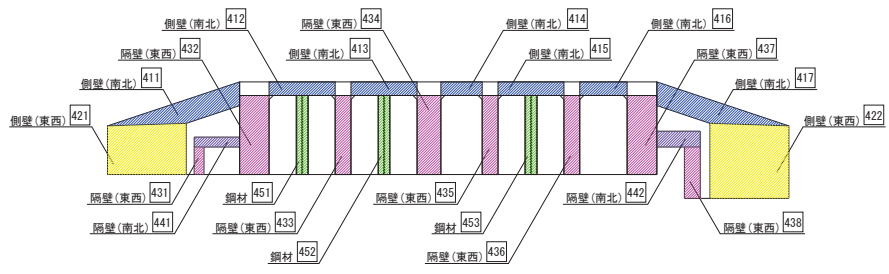 側壁(南北) 412
隔壁(東西) 434
側壁(南北) 414
側壁(南北) 416
隔壁(東西) 432
側壁(南北) 413
側壁(南北) 415
隔壁(東西) 437
側壁(南北) 411
側壁(南北) 417
側壁(東西) 421
側壁(東西) 422
隔壁(東西) 431
鋼材 451
隔壁(東西) 435
隔壁(南北) 442
隔壁(南北) 441
隔壁(東西) 433
鋼材 453
隔壁(東西) 438
鋼材 452
隔壁(東西) 436